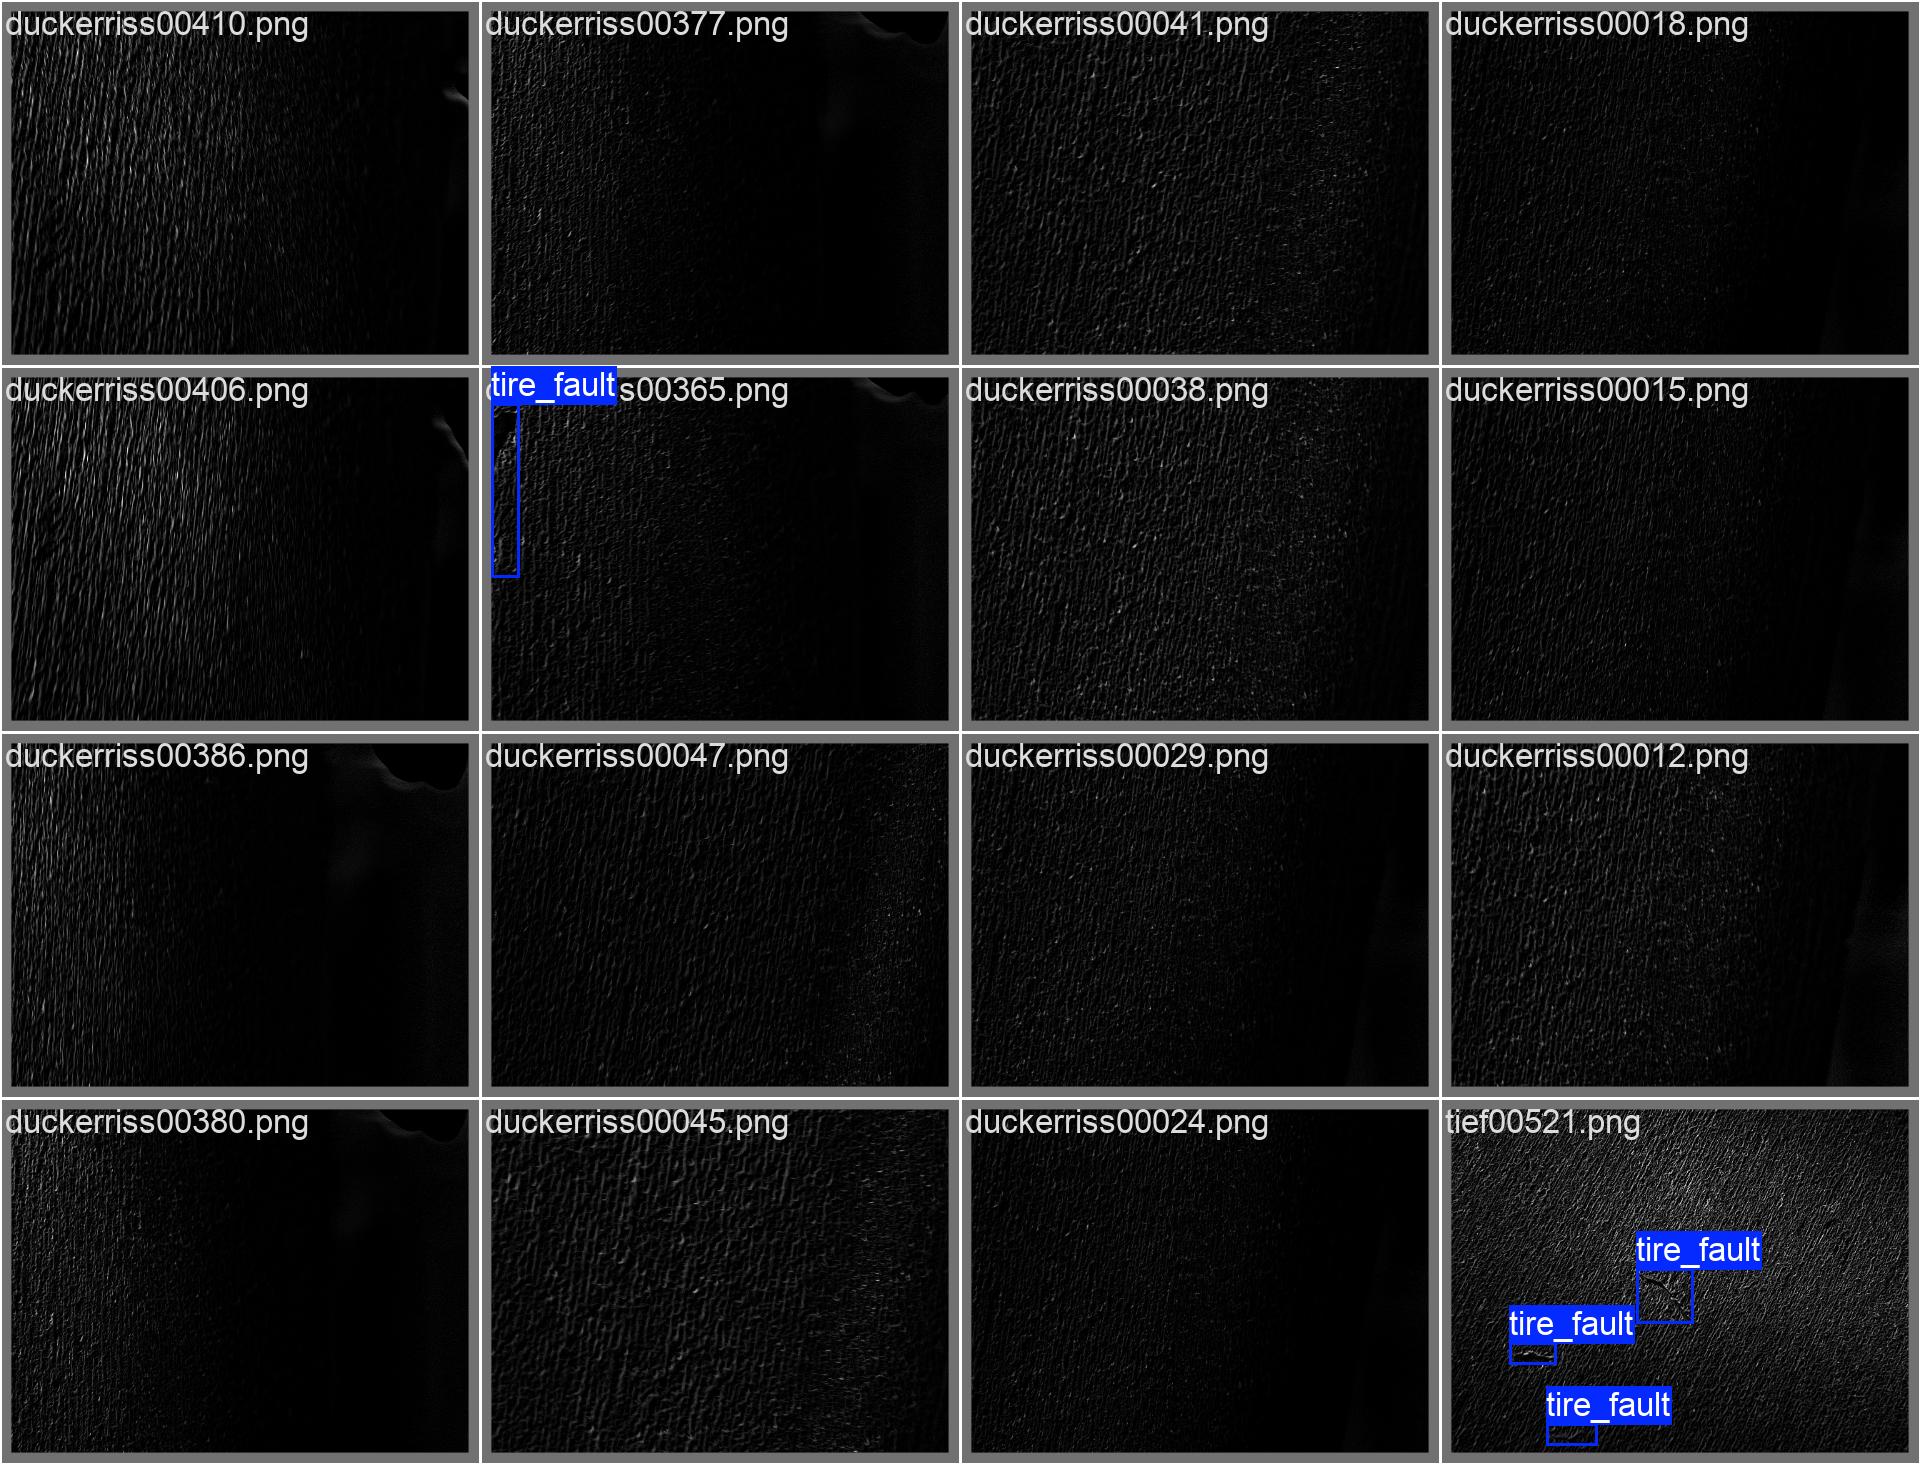 duckerriss00410.png
duckerriss00377.png
duckerriss00041.png
duckerriss00018.png
duckerriss00406.png
tire_fault
s00365.png
duckerriss00038.png
duckerriss00015.png
duckerriss00386.png
duckerriss00047.png
duckerriss00029.png
duckerriss00012.png
duckerriss00380.png
duckerriss00045.png
duckerriss00024.png
tief00521.png
tire_fault
tire_fault
tire_fault